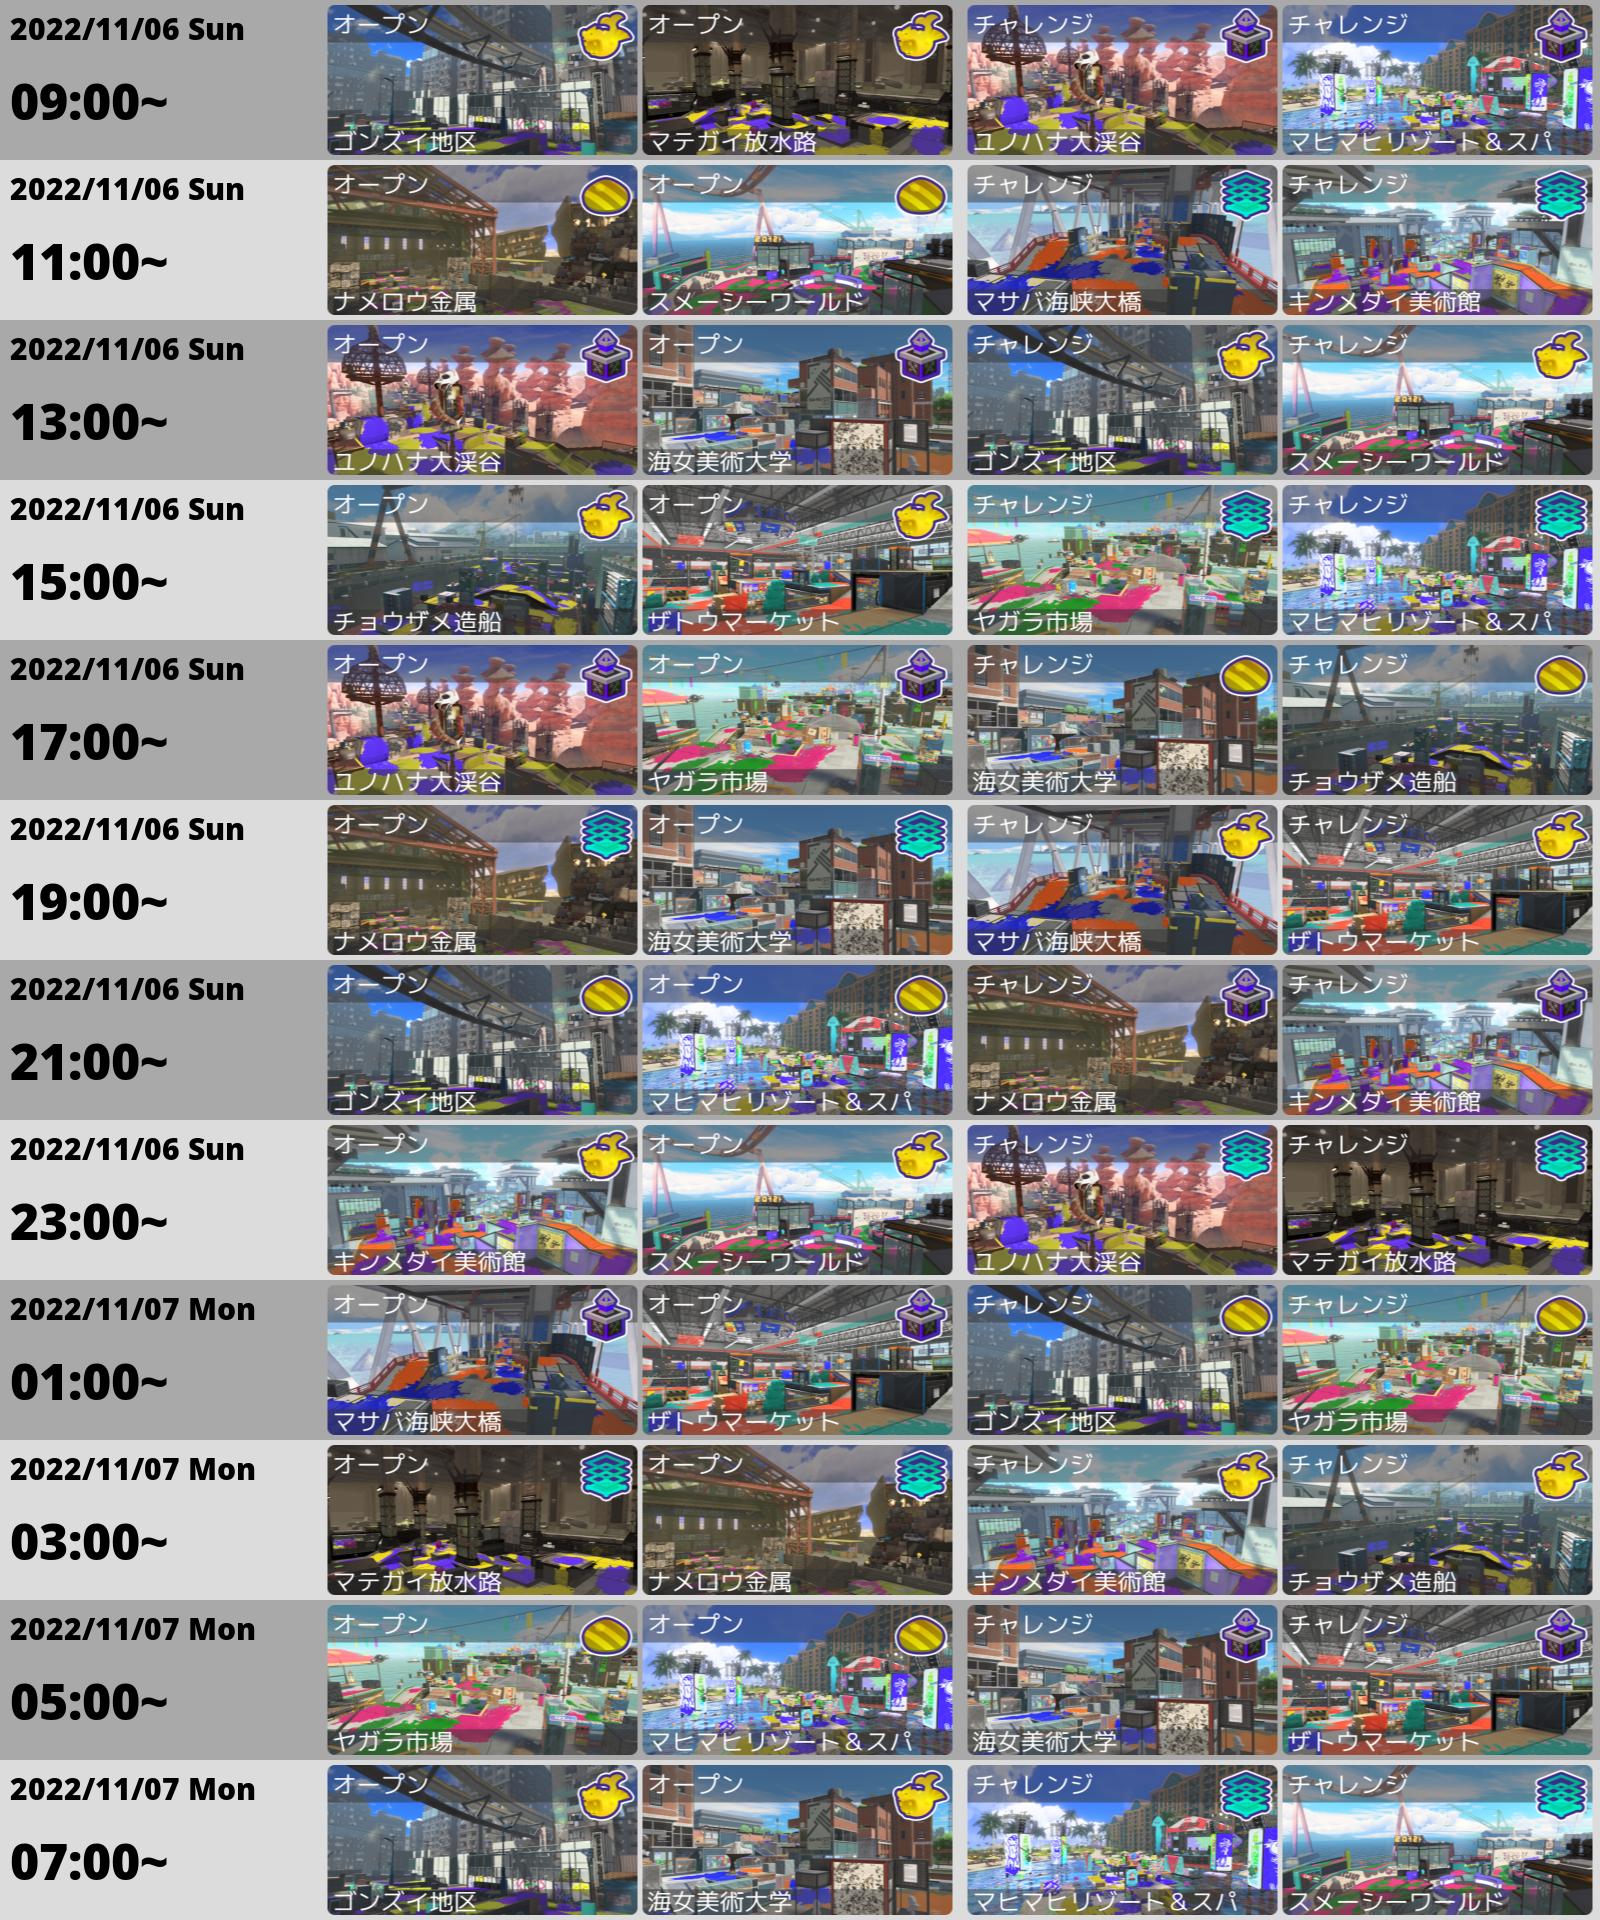 2022/11/06 Sun
09:00~
オープン
ゴンズイ地区
オープン
マテガイ放水路
チャレンジ
ユノハナ大渓谷
チャレンジ
マヒマヒリゾート＆スパ
2022/11/06 Sun
11:00~
オープン
ナメロウ金属
オープン
スメーシーワールド
チャレンジ
マサバ海峡大橋
チャレンジ
キンメダイ美術館
2022/11/06 Sun
13:00~
オープン
ユノハナ大渓谷
オープン
海女美術大学
チャレンジ
ゴンズイ地区
チャレンジ
スメーシーワールド
2022/11/06 Sun
15:00~
オープン
チョウザメ造船
オープン
ザトウマーケット
チャレンジ
ヤガラ市場
チャレンジ
マヒマヒリゾート＆スパ
2022/11/06 Sun
17:00~
オープン
ユノハナ大渓谷
オープン
ヤガラ市場
チャレンジ
海女美術大学
チャレンジ
チョウザメ造船
2022/11/06 Sun
19:00~
オープン
ナメロウ金属
オープン
海女美術大学
チャレンジ
マサバ海峡大橋
チャレンジ
ザトウマーケット
2022/11/06 Sun
21:00~
オープン
ゴンズイ地区
オープン
マヒマヒリゾート＆スパ
チャレンジ
ナメロウ金属
チャレンジ
キンメダイ美術館
2022/11/06 Sun
23:00~
オープン
キンメダイ美術館
オープン
スメーシーワールド
チャレンジ
ユノハナ大渓谷
チャレンジ
マテガイ放水路
2022/11/07 Mon
01:00~
オープン
マサバ海峡大橋
オープン
ザトウマーケット
チャレンジ
ゴンズイ地区
チャレンジ
ヤガラ市場
2022/11/07 Mon
03:00~
オープン
マテガイ放水路
オープン
ナメロウ金属
チャレンジ
キンメダイ美術館
チャレンジ
チョウザメ造船
2022/11/07 Mon
05:00~
オープン
ヤガラ市場
オープン
マヒマヒリゾート＆スパ
チャレンジ
海女美術大学
チャレンジ
ザトウマーケット
2022/11/07 Mon
07:00~
オープン
ゴンズイ地区
オープン
海女美術大学
チャレンジ
マヒマヒリゾート＆スパ
チャレンジ
スメーシーワールド